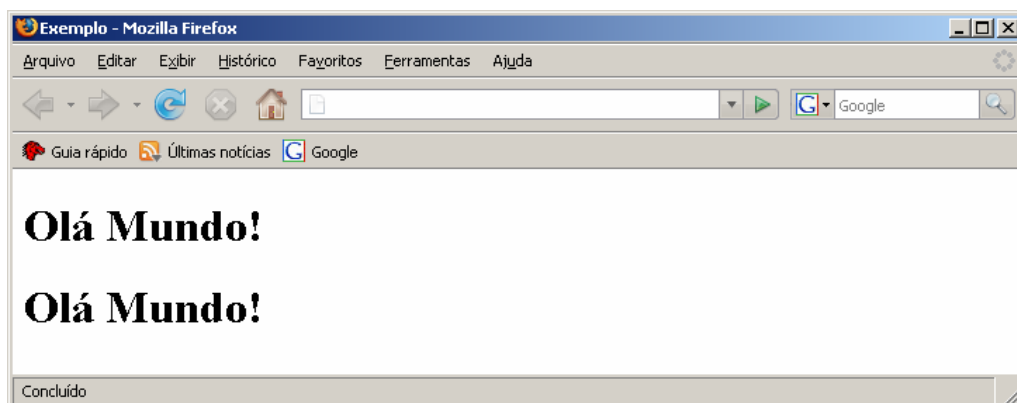 Exemplo - Mozilla Firefox
Arquivo Editar Exibir Histórico Favoritos Ferramentas Ajuda
G Google
Guia rápido Últimas notícias G Google
Olá Mundo!
Olá Mundo!
Concluído